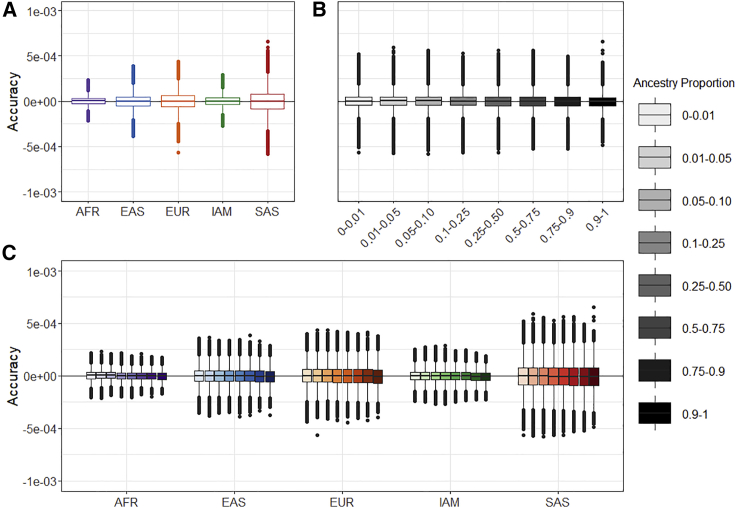 A
Accuracy
1e-03
5e-04
0e+00
-5e-04
-1e-03
AFR EAS EUR IAM SAS
B
0-0.01 0.01-0.05 0.05-0.10 0.1-0.25 0.25-0.50 0.5-0.75 0.75-0.9 0.9-1
C
Accuracy
1e-03
5e-04
0e+00
-5e-04
-1e-03
AFR EAS EUR IAM SAS
Ancestry Proportion
0-0.01
0.01-0.05
0.05-0.10
0.1-0.25
0.25-0.50
0.5-0.75
0.75-0.9
0.9-1